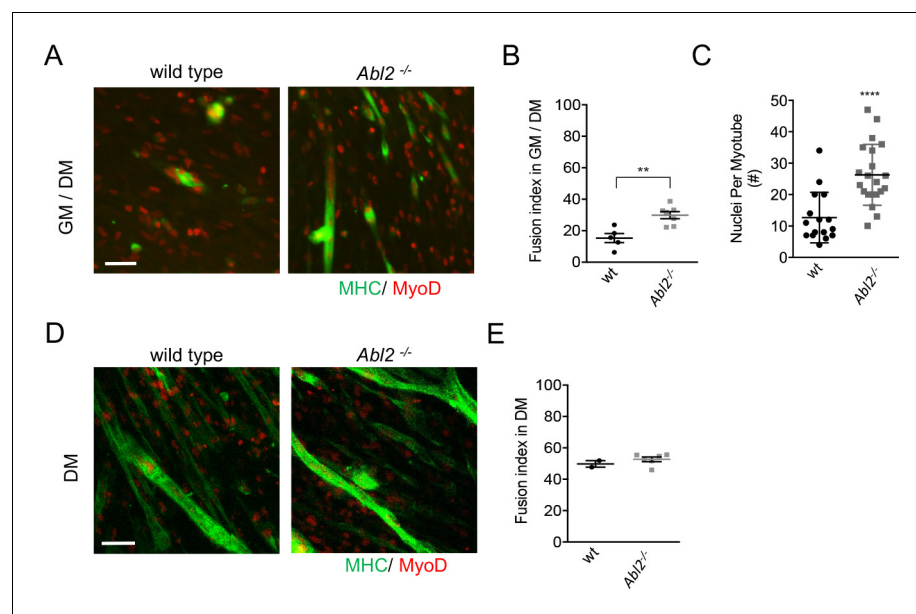 A
wild type
Abl2 -/-
GM / DM
MHC/ MyoD
B
100
80
60
40
20
0
Fusion index in GM / DM
**
wt
Abl2-/-
C
50
40
30
20
10
0
Nuclei Per Myotube
(#)
****
wt
Abl2-/-
D
wild type
Abl2 -/-
DM
MHC/ MyoD
E
100
80
60
40
20
0
Fusion index in DM
wt
Abl2-/-